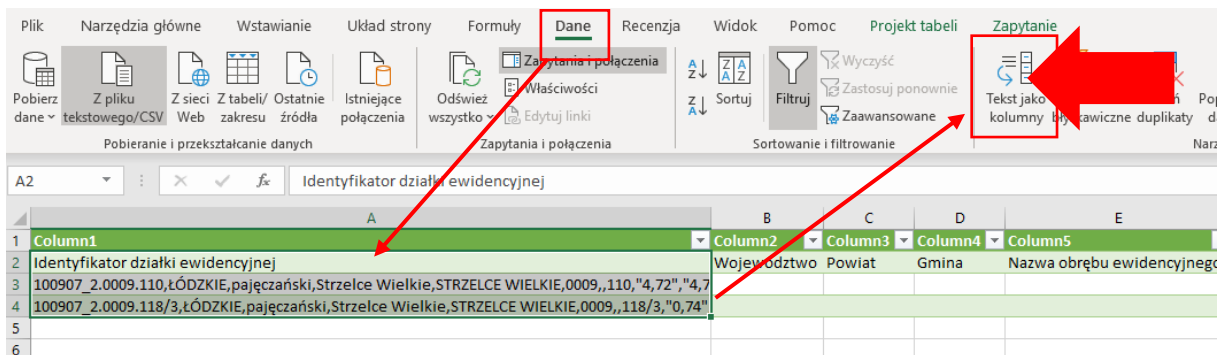 Plik Narzędzia główne Wstawianie Układ strony Formuły Dane Recenzja Widok Pomoc Projekt tabeli Zapytanie
Zapytania i połączenia Wyczyść
Właściwości Zastosuj ponownie
Pobierz Z pliku Z sieci Z tabeli/ Ostatnie Istniejące Odśwież Edytuj linki Sortuj Filtruj Zaawansowane Tekst jako
dane tekstowego/CSV Web zakresu źródła połączenia wszystko kolumny błyskawiczne duplikaty
Pobieranie i przekształcanie danych Zapytania i połączenia Sortowanie i filtrowanie
A2 fx Identyfikator działki ewidencyjnej
A B C D E
1 Column1 Column2 Column3 Column4 Column5
2 Identyfikator działki ewidencyjnej Województwo Powiat Gmina Nazwa obrębu ewidencyjnego
3 100907_2.0009.110,ŁÓDZKIE,pajęczański,Strzelce Wielkie,STRZELCE WIELKIE,0009,,110,"4,72","4,7
4 100907_2.0009.118/3,ŁÓDZKIE,pajęczański,Strzelce Wielkie,STRZELCE WIELKIE,0009,,118/3,"0,74"
5
6